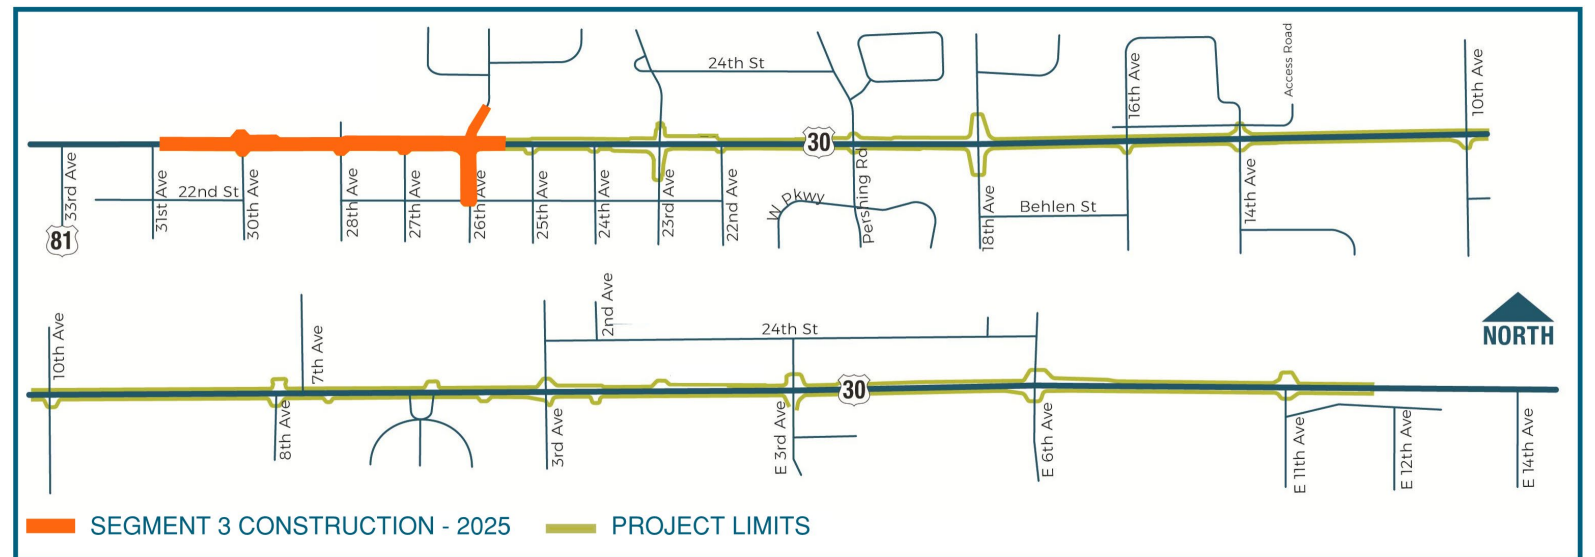 24th St
Access Road
16th Ave
10th Ave
30
33rd Ave
31st Ave
22nd St
30th Ave
28th Ave
27th Ave
26th Ave
25th Ave
24th Ave
23rd Ave
22nd Ave
W Pkwy
Pershing Rd
18th Ave
Behlen St
14th Ave
81
10th Ave
7th Ave
2nd Ave
24th St
NORTH
30
8th Ave
3rd Ave
E 3rd Ave
E 6th Ave
E 11th Ave
E 12th Ave
E 14th Ave
SEGMENT 3 CONSTRUCTION - 2025
PROJECT LIMITS